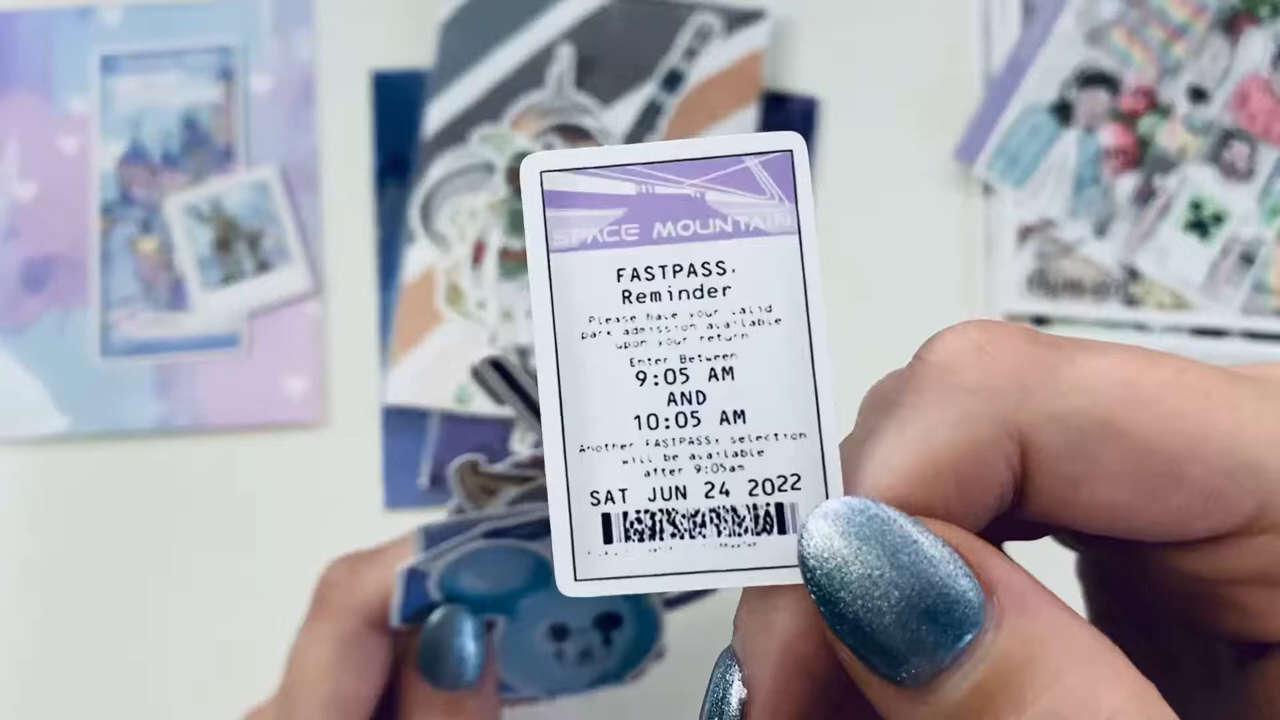 SPACE MOUNTAIN
FASTPASS.
Reminder
Please have your valid
park admission available
upon your return
Enter Between
9:05 AM
AND
10:05 AM
Another FASTPASS, selection
will be available
after 9:05am
SAT JUN 24 2022